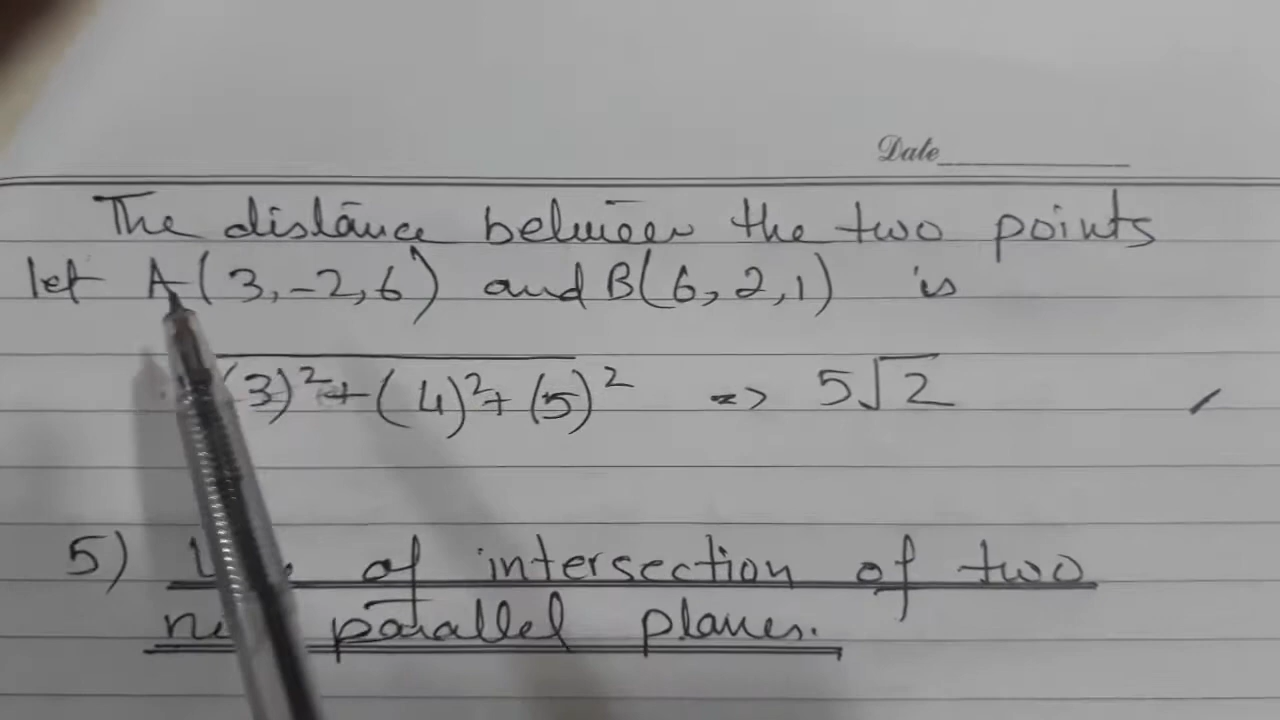 Date
The distance between the two points
let A(3,-2,6) and B(6,2,1) is
(3)²+(4)²+(5)² => 5√2
5) of intersection of two
parallel planes.